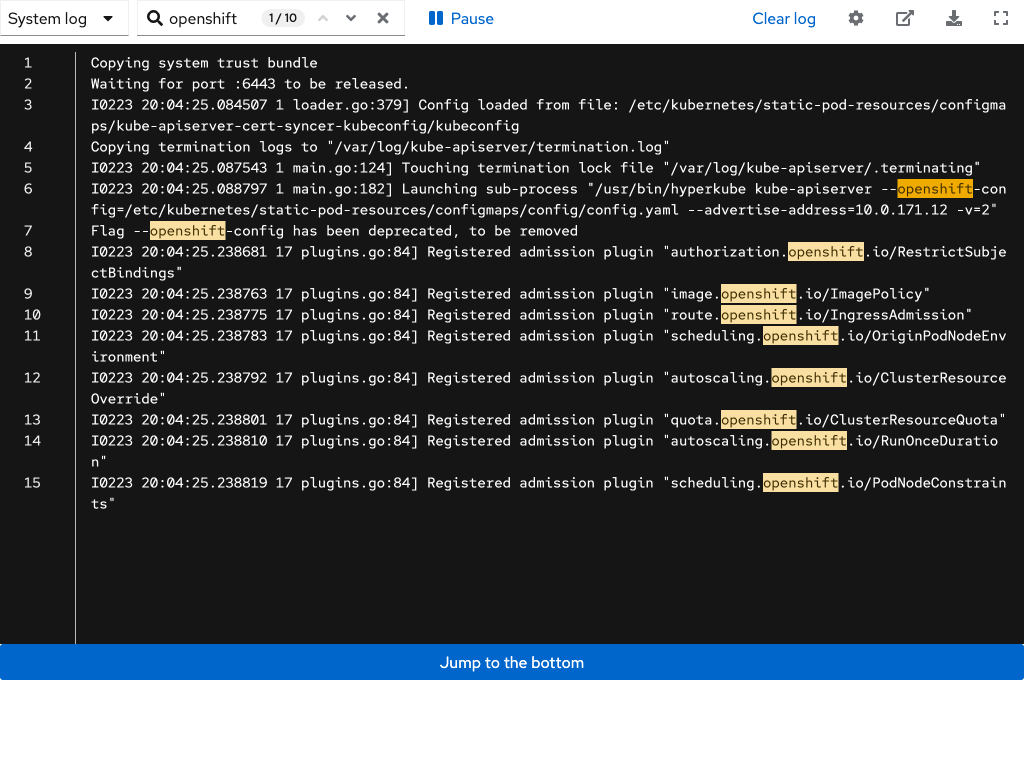 System log openshift 1/10 Pause Clear log
1 Copying system trust bundle
2 Waiting for port :6443 to be released.
3 I0223 20:04:25.084507 1 loader.go:379] Config loaded from file: /etc/kubernetes/static-pod-resources/configma
ps/kube-apiserver-cert-syncer-kubeconfig/kubeconfig
4 Copying termination logs to "/var/log/kube-apiserver/termination.log"
5 I0223 20:04:25.087543 1 main.go:124] Touching termination lock file "/var/log/kube-apiserver/.terminating"
6 I0223 20:04:25.088797 1 main.go:182] Launching sub-process "/usr/bin/hyperkube kube-apiserver --openshift-con
fig=/etc/kubernetes/static-pod-resources/configmaps/config/config.yaml --advertise-address=10.0.171.12 -v=2"
7 Flag --openshift-config has been deprecated, to be removed
8 I0223 20:04:25.238681 17 plugins.go:84] Registered admission plugin "authorization.openshift.io/RestrictSubje
ctBindings"
9 I0223 20:04:25.238763 17 plugins.go:84] Registered admission plugin "image.openshift.io/ImagePolicy"
10 I0223 20:04:25.238775 17 plugins.go:84] Registered admission plugin "route.openshift.io/IngressAdmission"
11 I0223 20:04:25.238783 17 plugins.go:84] Registered admission plugin "scheduling.openshift.io/OriginPodNodeEnv
ironment"
12 I0223 20:04:25.238792 17 plugins.go:84] Registered admission plugin "autoscaling.openshift.io/ClusterResource
Override"
13 I0223 20:04:25.238801 17 plugins.go:84] Registered admission plugin "quota.openshift.io/ClusterResourceQuota"
14 I0223 20:04:25.238810 17 plugins.go:84] Registered admission plugin "autoscaling.openshift.io/RunOnceDuratio
n"
15 I0223 20:04:25.238819 17 plugins.go:84] Registered admission plugin "scheduling.openshift.io/PodNodeConstrain
ts"
Jump to the bottom